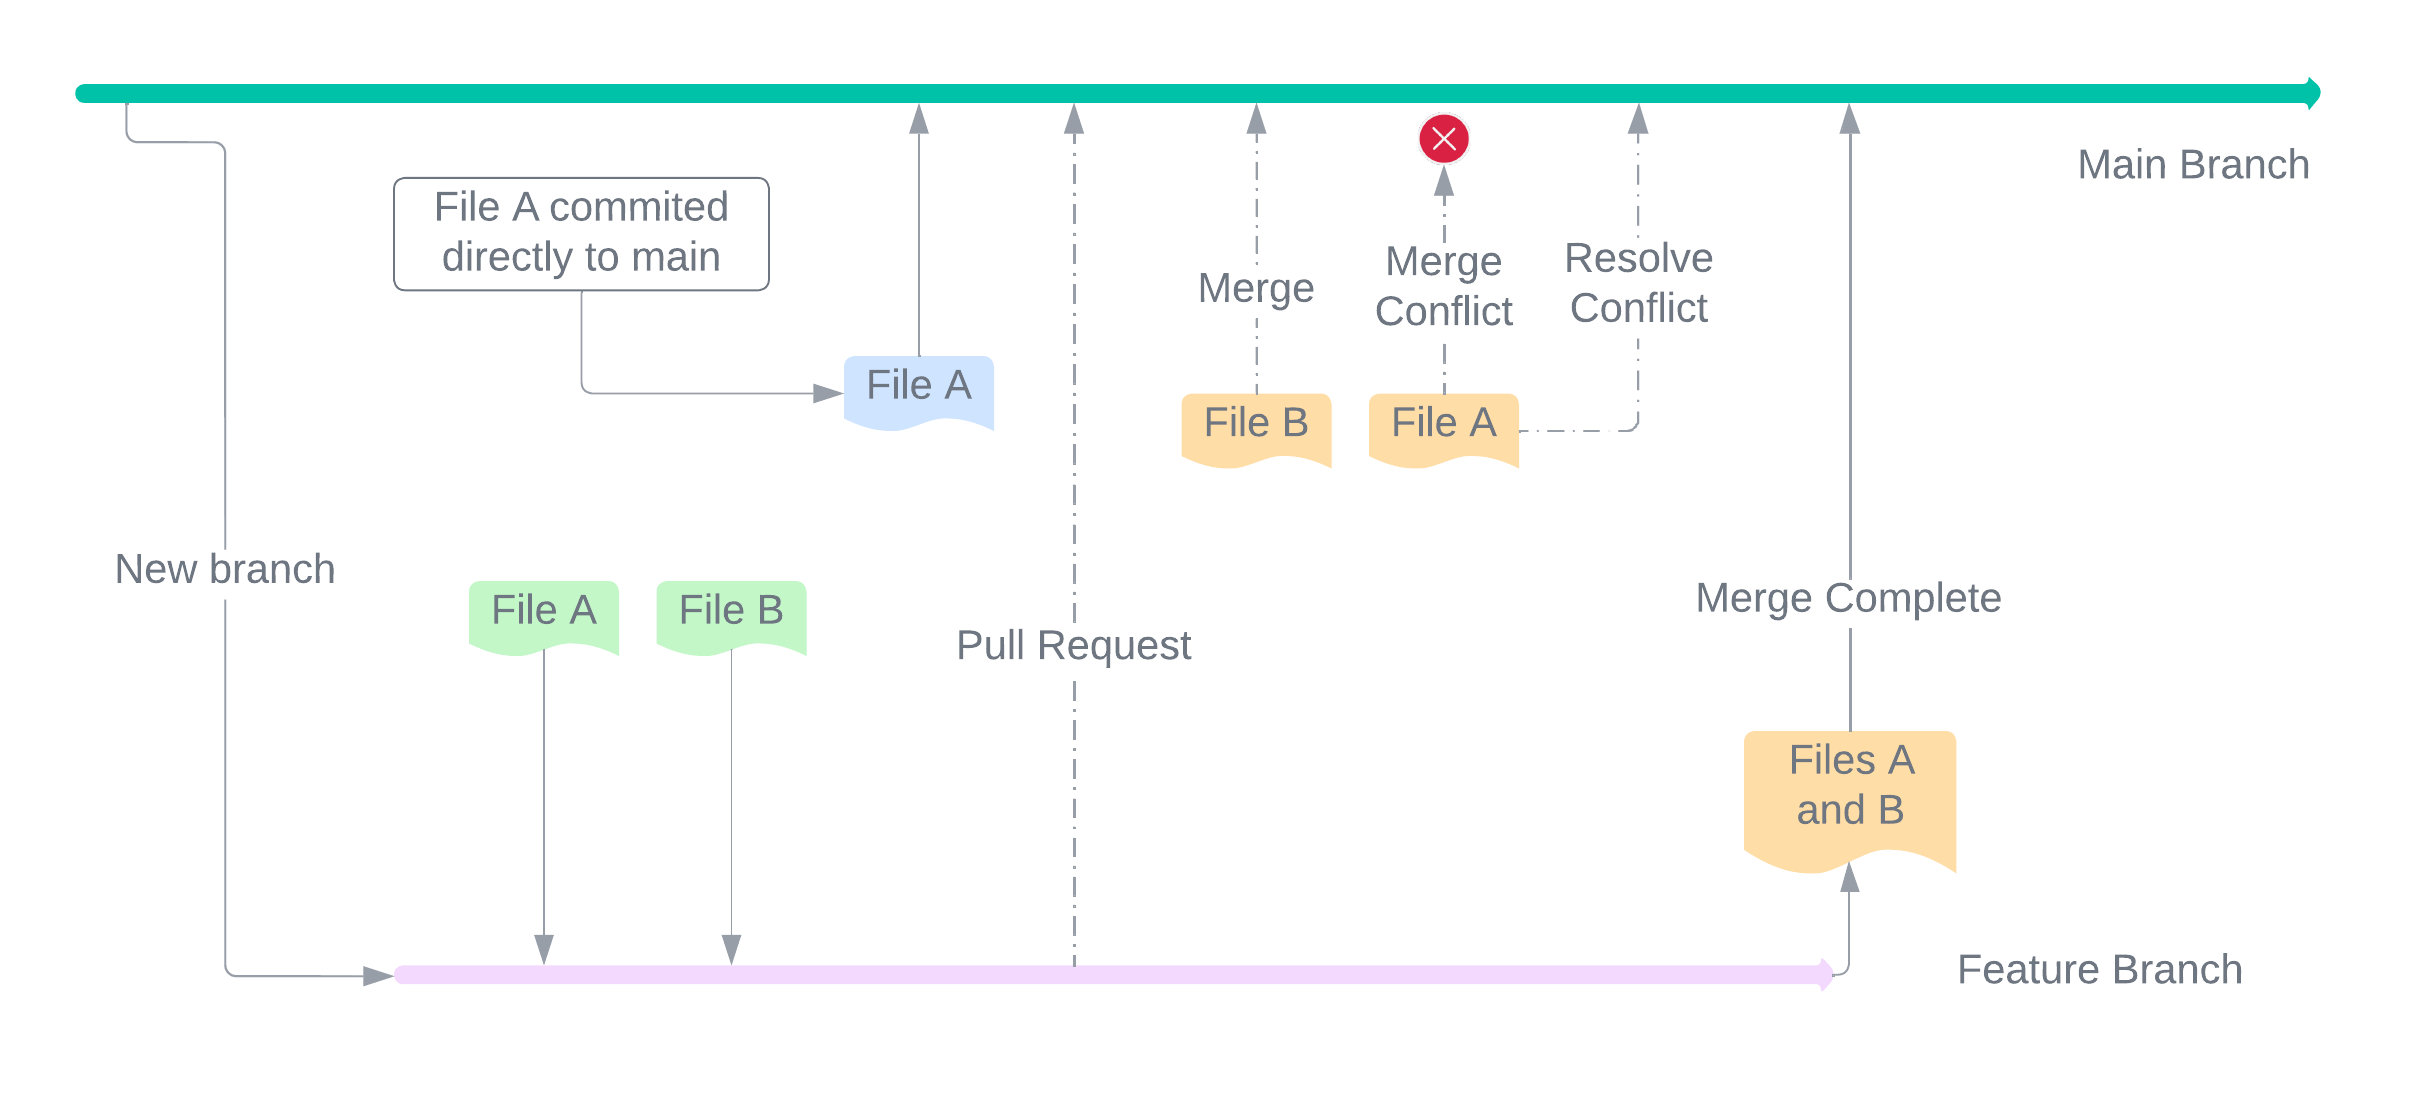 Main Branch
File A commited
directly to main
Merge
Merge
Conflict
Resolve
Conflict
File A
File B
File A
New branch
File A
File B
Pull Request
Merge Complete
Files A
and B
Feature Branch